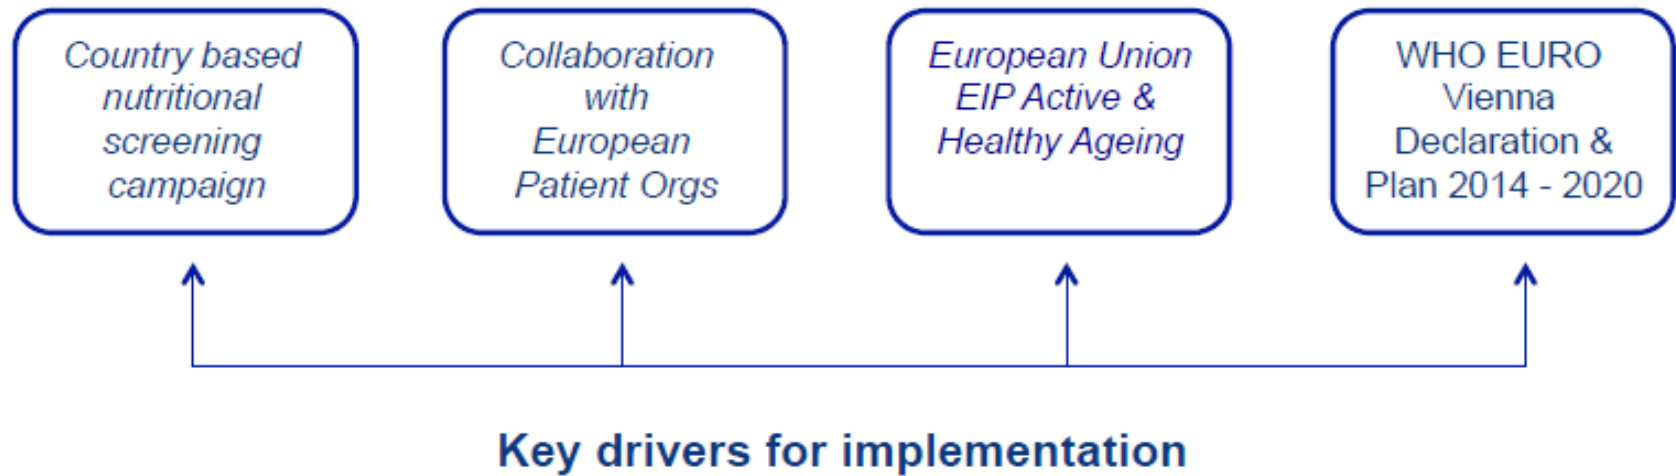 Country based
nutritional
screening
campaign
Collaboration
with
European
Patient Orgs
European Union
EIP Active &
Healthy Ageing
WHO EURO
Vienna
Declaration &
Plan 2014 - 2020
Key drivers for implementation